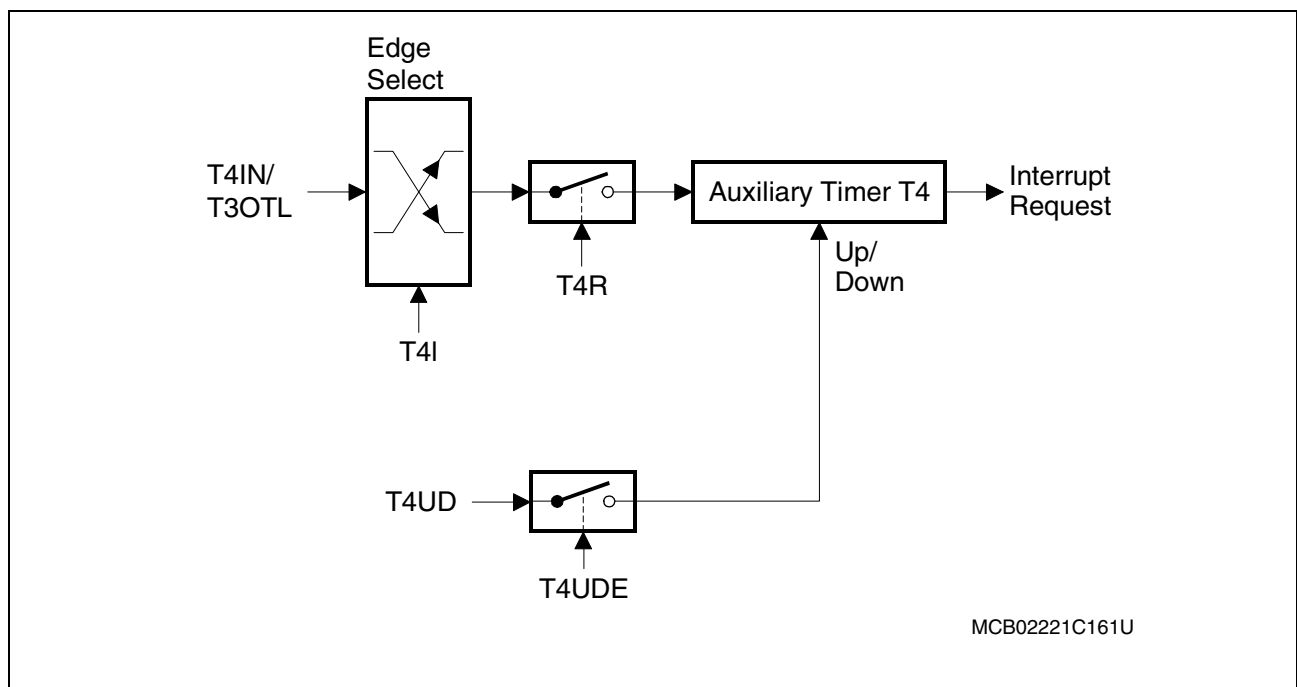 Edge
Select
T4IN/
T3OTL
Auxiliary Timer T4
Interrupt
Request
T4R
Up/
Down
T4I
T4UD
T4UDE
MCB02221C161U